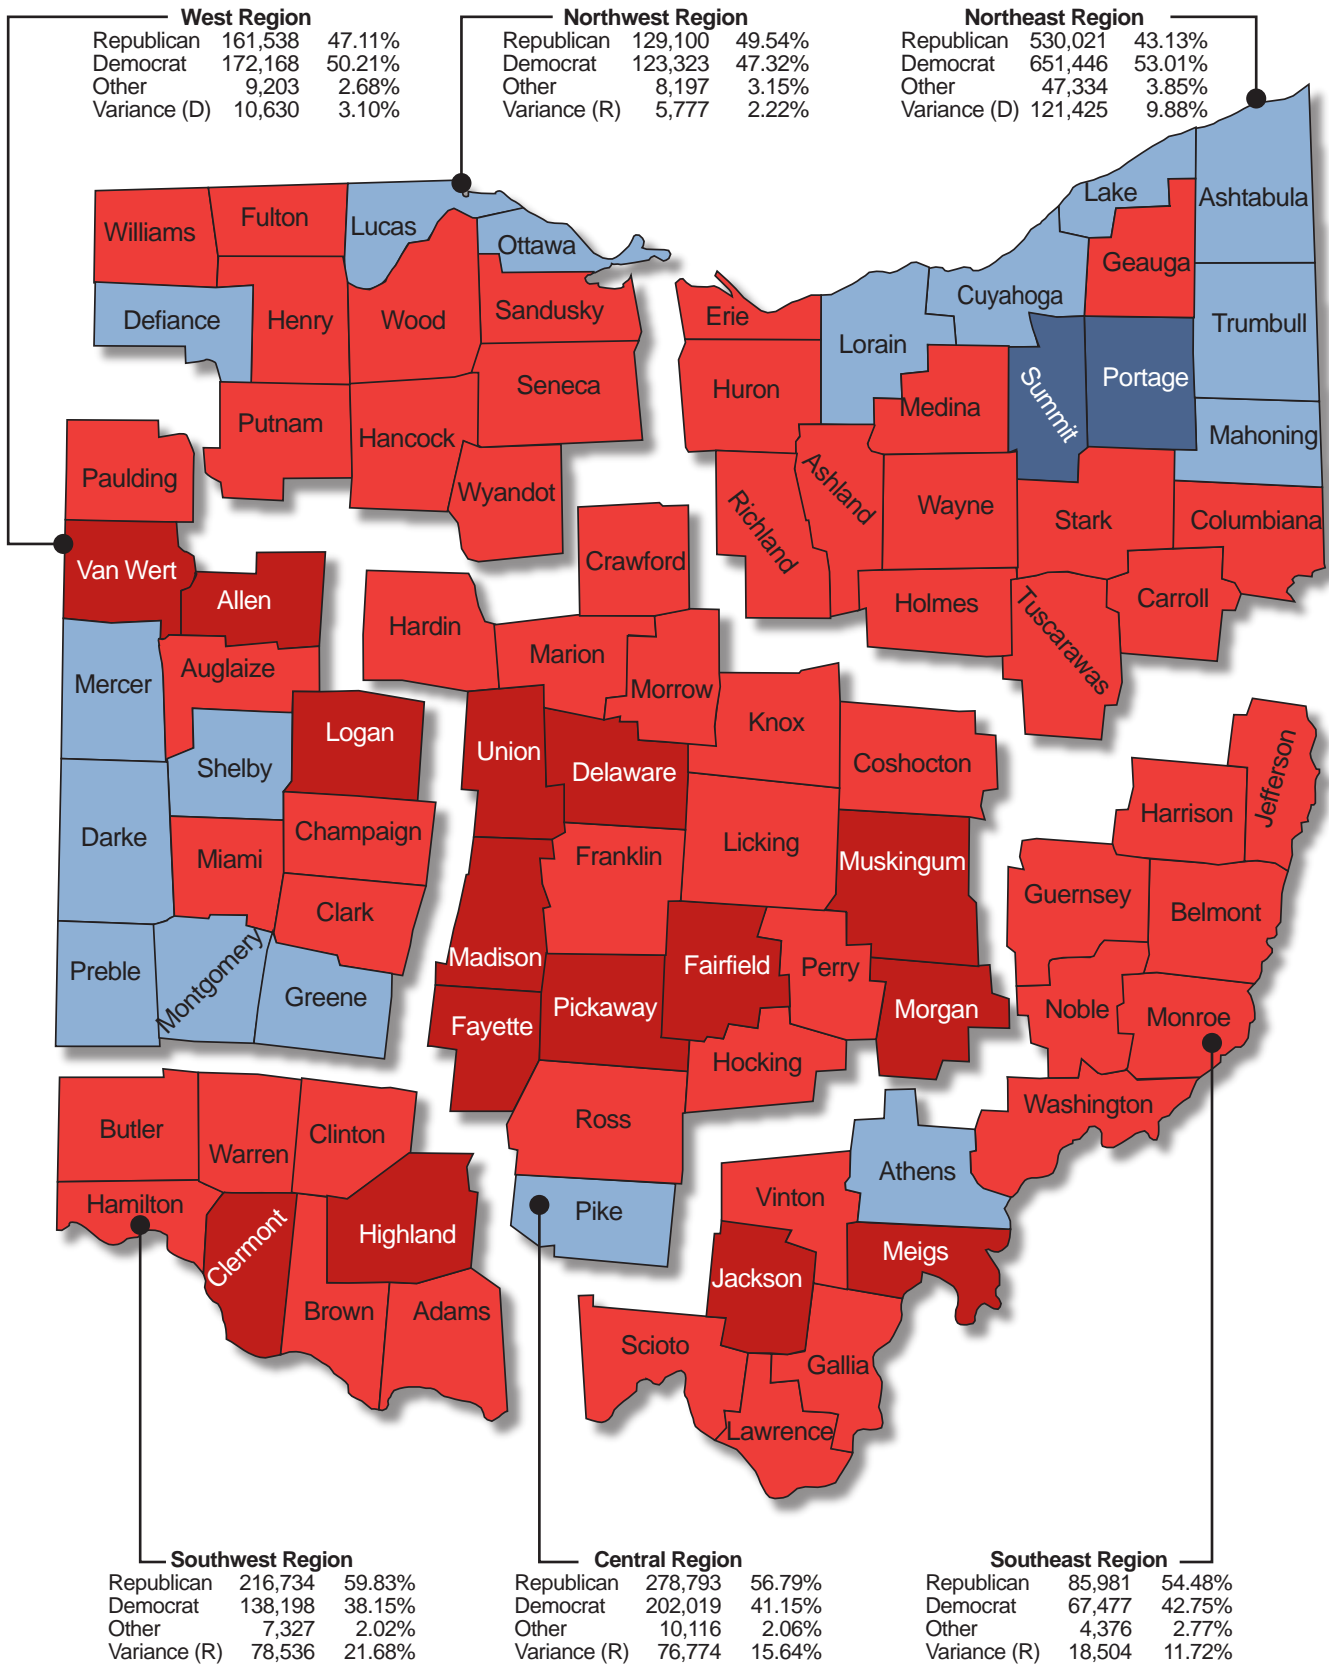 West Region
Republican 161,538 47.11%
Democrat 172,168 50.21%
Other 9,203 2.68%
Variance (D) 10,630 3.10%
Northwest Region
Republican 129,100 49.54%
Democrat 123,323 47.32%
Other 8,197 3.15%
Variance (R) 5,777 2.22%
Northeast Region
Republican 530,021 43.13%
Democrat 651,446 53.01%
Other 47,334 3.85%
Variance (D) 121,425 9.88%
Williams
Fulton
Lucas
Ottawa
Defiance
Henry
Wood
Sandusky
Seneca
Putnam
Hancock
Wyandot
Lake
Ashtabula
Geauga
Cuyahoga
Erie
Lorain
Trumbull
Huron
Medina
Summit
Portage
Mahoning
Richland
Ashland
Wayne
Stark
Columbiana
Holmes
Tuscarawas
Carroll
Paulding
Van Wert
Allen
Mercer
Auglaize
Logan
Shelby
Darke
Miami
Champaign
Clark
Preble
Montgomery
Greene
Crawford
Hardin
Marion
Morrow
Union
Delaware
Knox
Coshocton
Franklin
Licking
Muskingum
Madison
Fairfield
Perry
Pickaway
Fayette
Morgan
Hocking
Ross
Pike
Jefferson
Harrison
Guernsey
Belmont
Noble
Monroe
Washington
Athens
Vinton
Meigs
Jackson
Scioto
Gallia
Lawrence
Butler
Warren
Clinton
Hamilton
Clermont
Highland
Brown
Adams
Southwest Region
Republican 216,734 59.83%
Democrat 138,198 38.15%
Other 7,327 2.02%
Variance (R) 78,536 21.68%
Central Region
Republican 278,793 56.79%
Democrat 202,019 41.15%
Other 10,116 2.06%
Variance (R) 76,774 15.64%
Southeast Region
Republican 85,981 54.48%
Democrat 67,477 42.75%
Other 4,376 2.77%
Variance (R) 18,504 11.72%